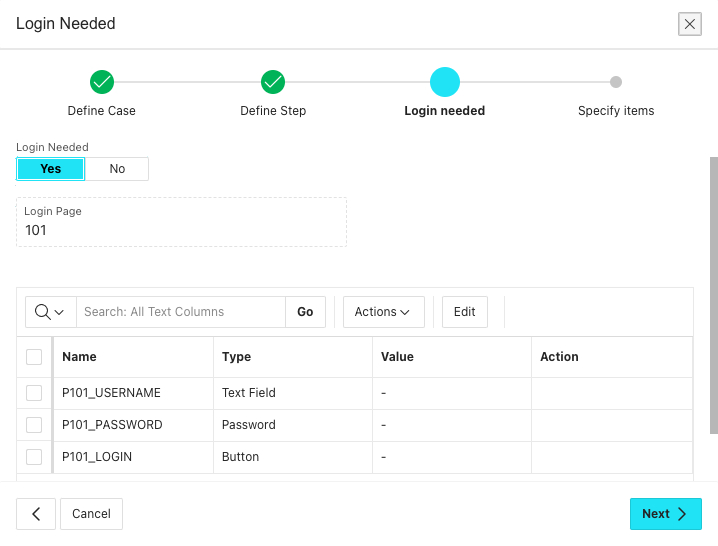 Login Needed
Define Case Define Step Login needed Specify items
Login Needed
Yes No
Login Page
101
Search: All Text Columns Go Actions Edit
Name Type Value Action
P101_USERNAME Text Field -
P101_PASSWORD Password -
P101_LOGIN Button -
Cancel Next